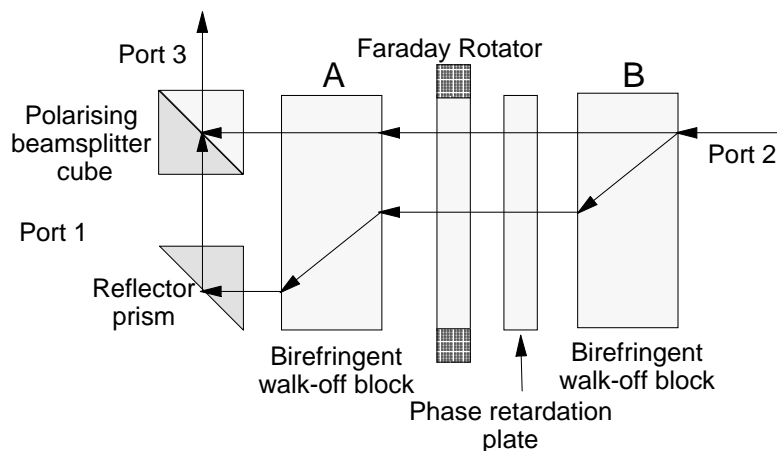 Port 3
Faraday Rotator
A
B
Polarising
beamsplitter
cube
Port 2
Port 1
Reflector
prism
Birefringent
walk-off block
Birefringent
walk-off block
Phase retardation
plate